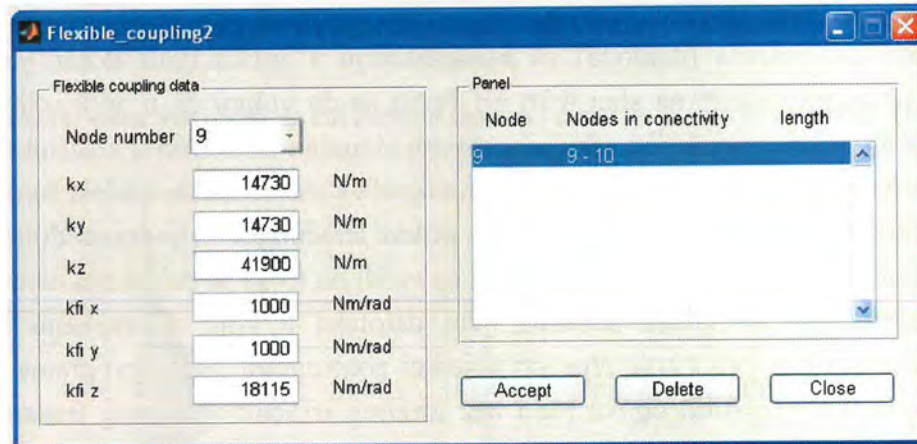 Flexible_coupling2
Flexible coupling data
Node number 9
kx 14730 N/m
ky 14730 N/m
kz 41900 N/m
kfi x 1000 Nm/rad
kfi y 1000 Nm/rad
kfi z 18115 Nm/rad
Panel
Node Nodes in conectivity length
9 9 - 10
Accept Delete Close